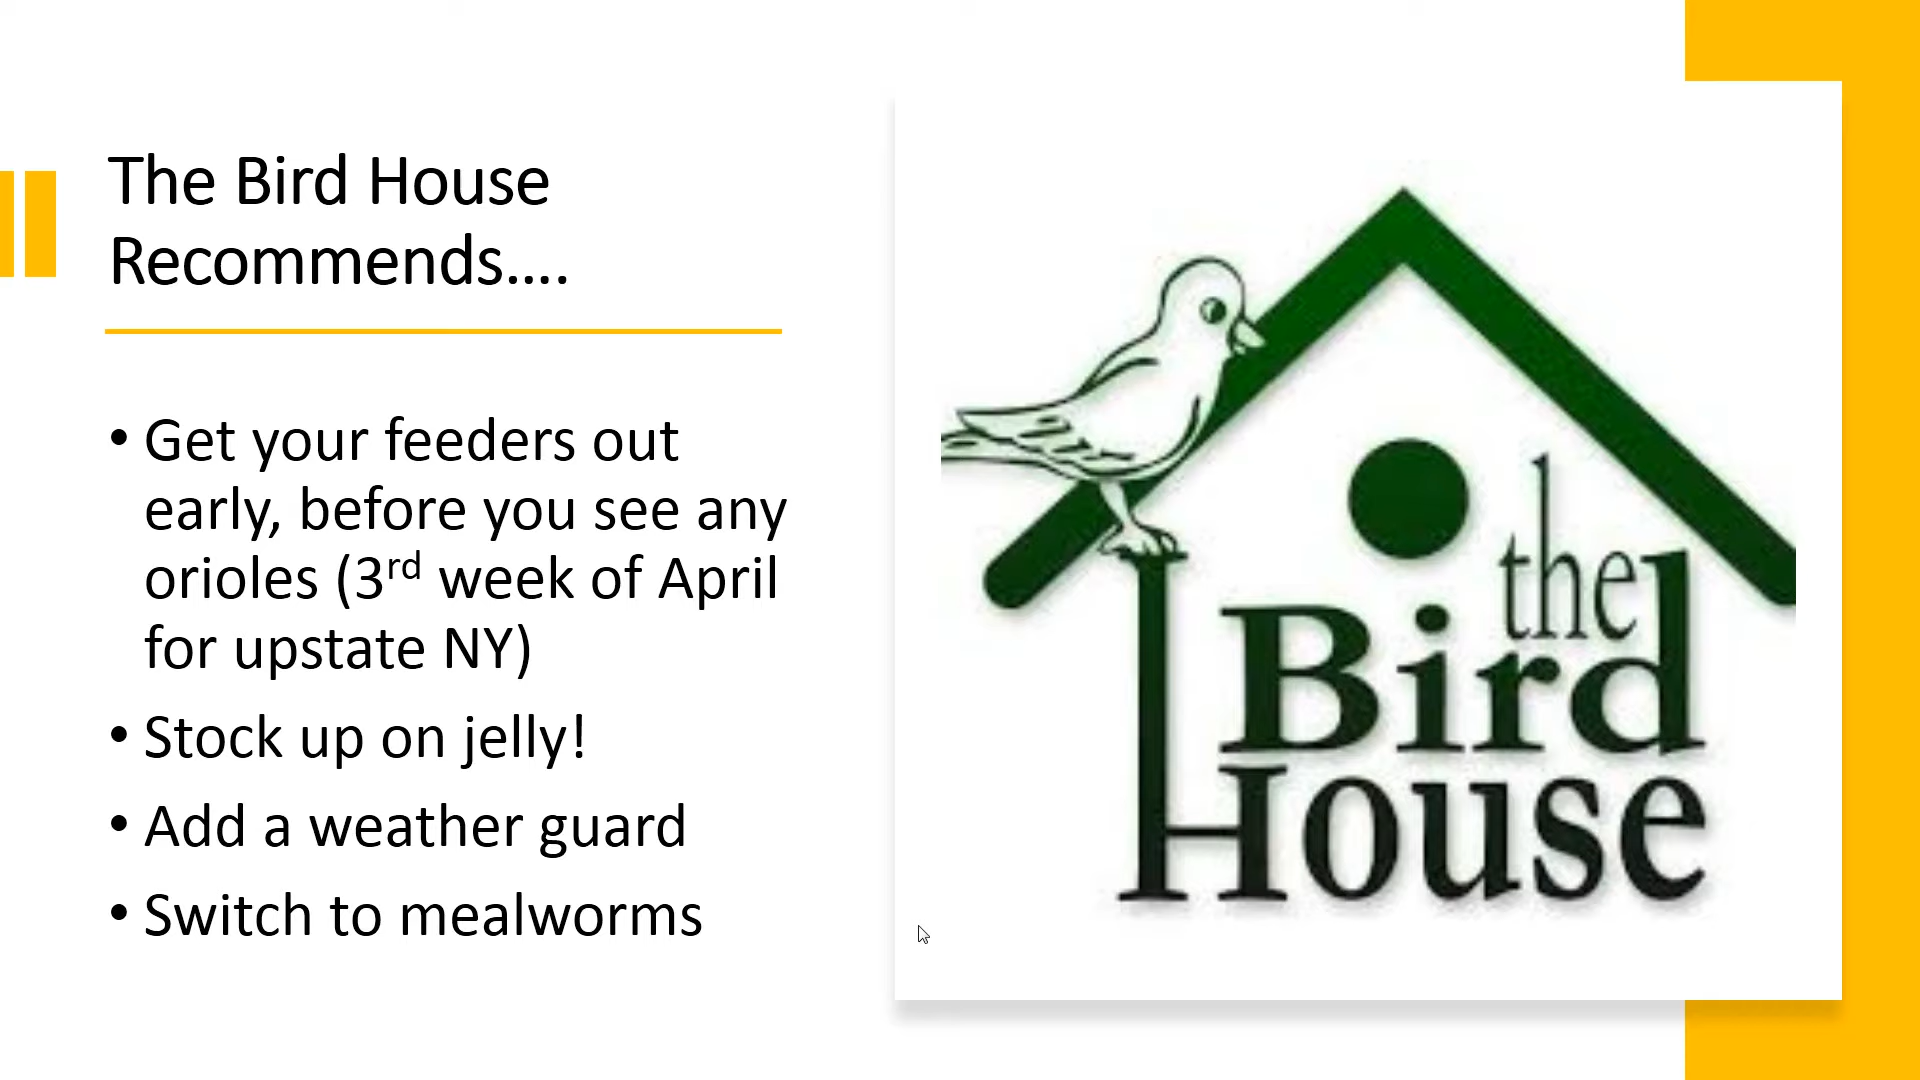 The Bird House
Recommends....
• Get your feeders out
early, before you see any
orioles (3rd week of April
for upstate NY)
• Stock up on jelly!
• Add a weather guard
• Switch to mealworms
the
Bird
House